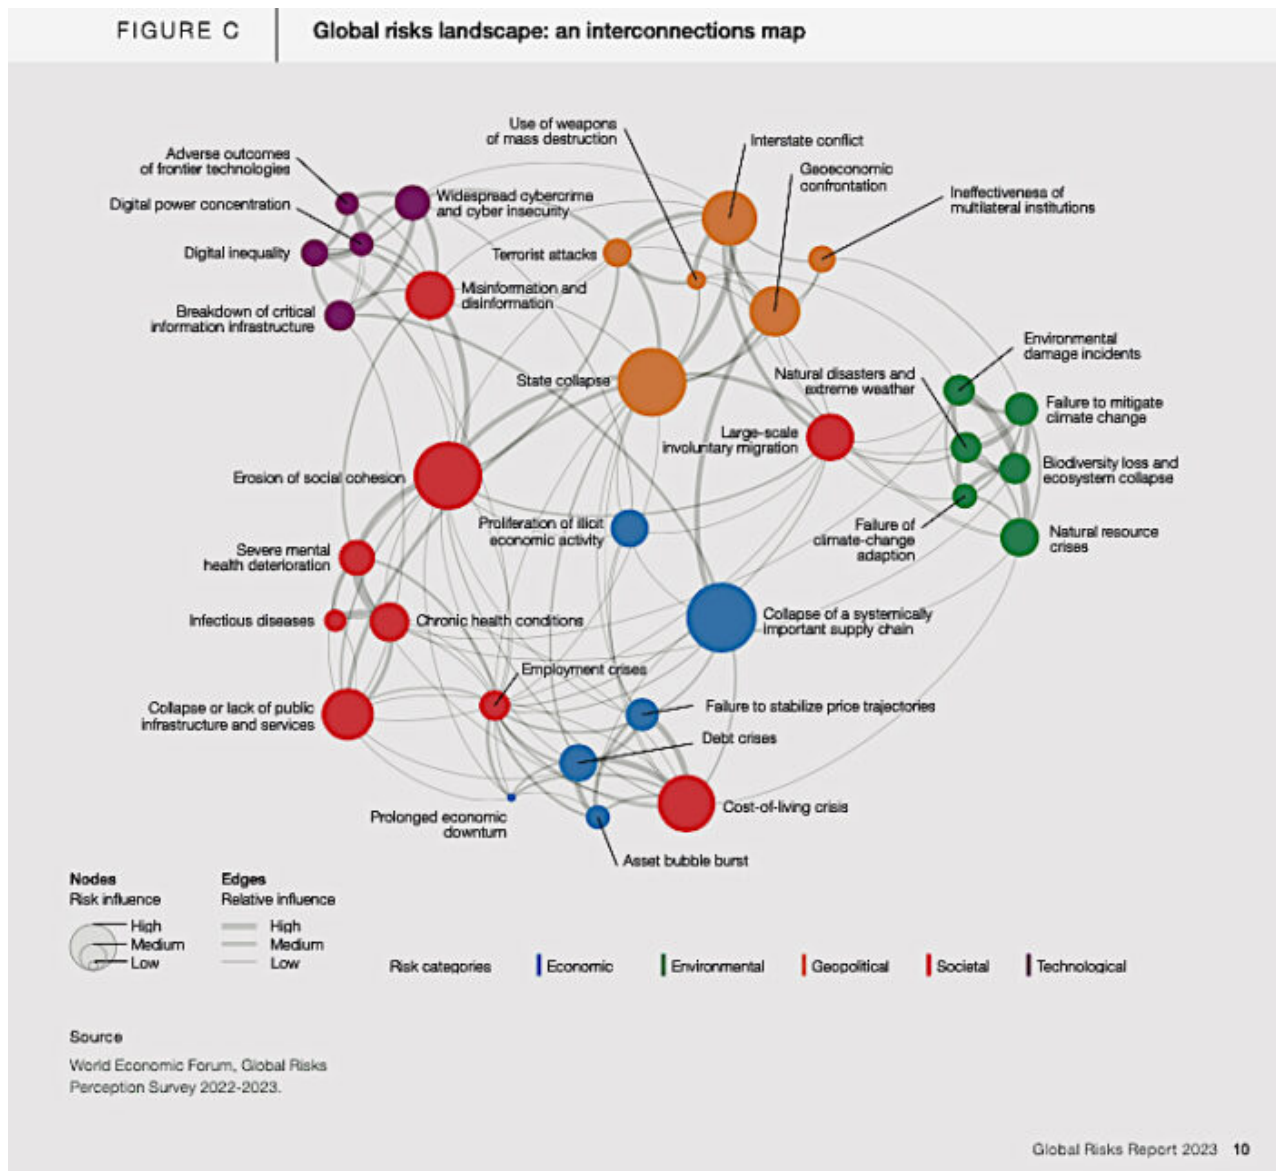 FIGURE C
Global risks landscape: an interconnections map
Use of weapons
of mass destruction
Interstate conflict
Adverse outcomes
of frontier technologies
Geoeconomic
confrontation
Ineffectiveness of
multilateral institutions
Digital power concentration
Widespread cybercrime
and cyber insecurity
Digital inequality
Terrorist attacks
Misinformation and
disinformation
Breakdown of critical
information infrastructure
Environmental
damage incidents
State collapse
Natural disasters and
extreme weather
Failure to mitigate
climate change
Large-scale
involuntary migration
Biodiversity loss and
ecosystem collapse
Erosion of social cohesion
Proliferation of illicit
economic activity
Failure of
climate-change
adaption
Natural resource
crises
Severe mental
health deterioration
Infectious diseases
Chronic health conditions
Collapse of a systemically
important supply chain
Employment crises
Collapse or lack of public
infrastructure and services
Failure to stabilize price trajectories
Debt crises
Prolonged economic
downturn
Cost-of-living crisis
Asset bubble burst
Nodes
Risk influence
High
Medium
Low
Edges
Relative influence
High
Medium
Low
Risk categories
Economic
Environmental
Geopolitical
Societal
Technological
Source
World Economic Forum, Global Risks
Perception Survey 2022-2023.
Global Risks Report 2023 10